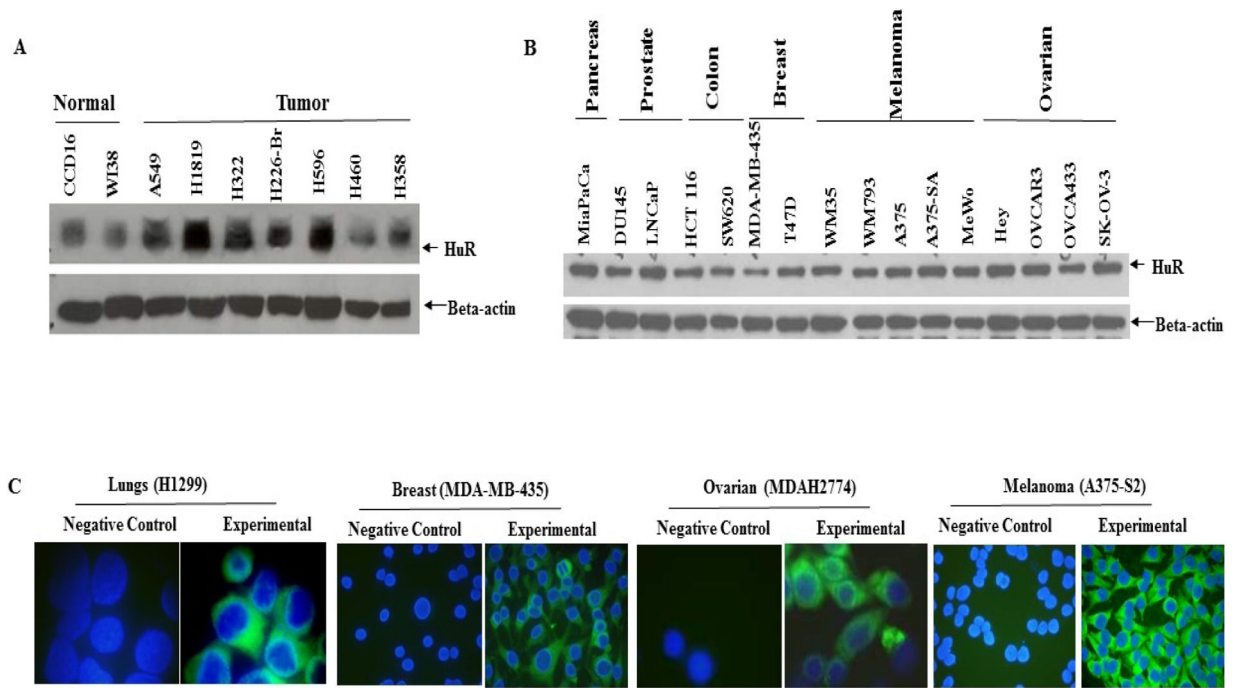 A
Normal
Tumor
CCD16
WI38
A549
H1819
H322
H226-Br
H596
H460
H358
HuR
Beta-actin
B
Pancreas
Prostate
Colon
Breast
Melanoma
Ovarian
MiaPaCa
DU145
LNCaP
HCT 116
SW620
MDA-MB-435
T47D
WM35
WM793
A375
A375-SA
MeWo
Hey
OVCAR3
OVCA433
SK-OV-3
HuR
Beta-actin
C
Lungs (H1299)
Negative Control
Experimental
Breast (MDA-MB-435)
Negative Control
Experimental
Ovarian (MDAH2774)
Negative Control
Experimental
Melanoma (A375-S2)
Negative Control
Experimental